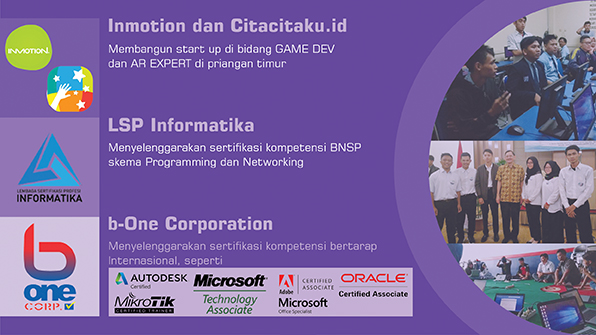 Inmotion dan Citacitaku.id
INMOTION.
Membangun start up di bidang GAME DEV
dan AR EXPERT di priangan timur
LSP Informatika
Menyelenggarakan sertifikasi kompetensi BNSP
skema Programming dan Networking
LEMBAGA SERTIFIKASI PROFESI
INFORMATIKA
b-One Corporation
Menyelenggarakan sertifikasi kompetensi bertarap
Internasional, seperti
b
one
CORP.
AUTODESK
Certified
Microsoft
Technology
Associate
Adobe
CERTIFIED
ASSOCIATE
ORACLE
Certified Associate
MikroTik
CERTIFIED TRAINER
Microsoft
Office Specialist